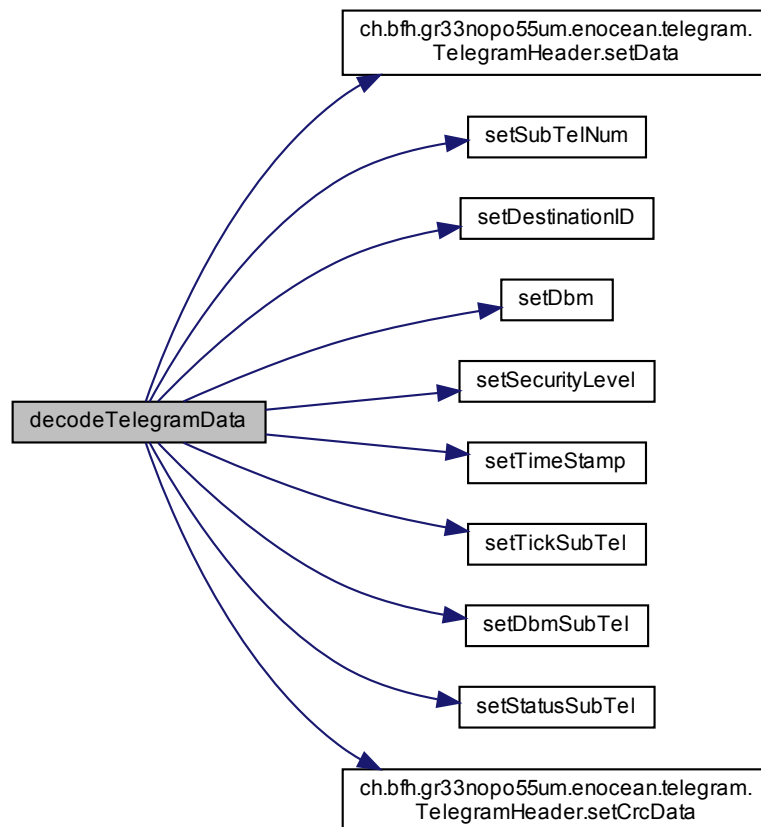 ch.bfh.gr33nopo55um.enocean.telegram.
TelegramHeader.setData
setSubTelNum
setDestinationID
setDbm
setSecurityLevel
decodeTelegramData
setTimeStamp
setTickSubTel
setDbmSubTel
setStatusSubTel
ch.bfh.gr33nopo55um.enocean.telegram.
TelegramHeader.setCrcData